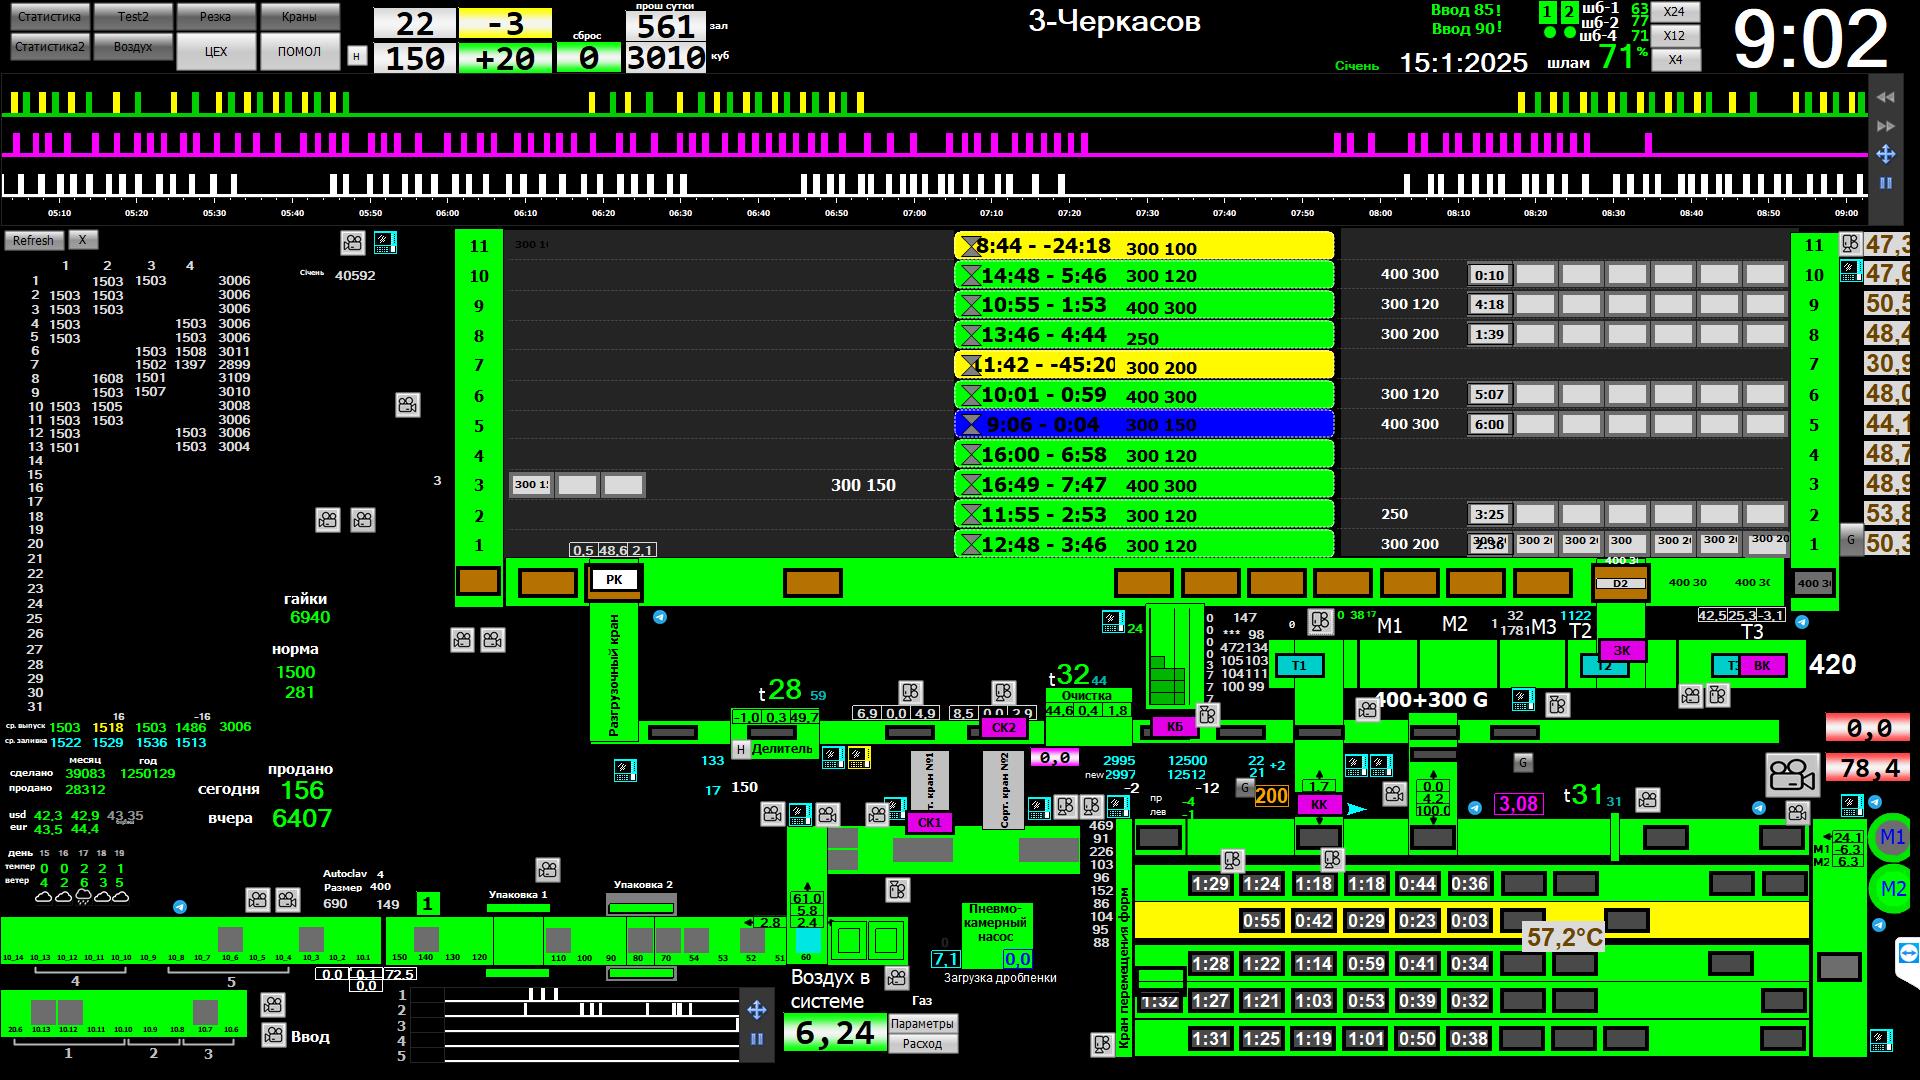 Статистика Test2 Резка Краны
Статистика2 Воздух ЦЕХ ПОМОЛ н
22 -3
150 +20
сброс
0
прош сутки
561 зал
3010 куб
3-Черкасов
Ввод 85!
Ввод 90!
Січень 15:1:2025
1 2 шб-1 63
шб-2 77
шб-4 71
шлам 71%
X24
X12
X4
9:02
05:10 05:20 05:30 05:40 05:50 06:00 06:10 06:20 06:30 06:40 06:50 07:00 07:10 07:20 07:30 07:40 07:50 08:00 08:10 08:20 08:30 08:40 08:50 09:00
Refresh X
1 2 3 4
Січень 40592
1 1503 1503 3006
2 1503 1503 3006
3 1503 1503 3006
4 1503 1503 3006
5 1503 1503 3006
6 1503 1508 3011
7 1502 1397 2899
8 1608 1501 3109
9 1503 1507 3010
10 1503 1505 3008
11 1503 1503 3006
12 1503 1503 3006
13 1501 1503 3004
14
15
16
17
18
19
20
21
22
23
24
25
26
27
28
29
30
31
гайки
6940
норма
1500
281
16 -16
ср. выпуск 1503 1518 1503 1486 3006
ср. заливка 1522 1529 1536 1513
месяц год
сделано 39083 1250129
продано 28312
продано
сегодня 156
вчера 6407
usd 42,3 42,9 43,35
eur 43,5 44,4
день 15 16 17 18 19
темпер 0 0 2 2 1
ветер 4 2 6 3 5
11 8:44 - -24:18 300 100 11 47,3
10 14:48 - 5:46 300 120 400 300 0:10 10 47,6
9 10:55 - 1:53 400 300 300 120 4:18 9 50,5
8 13:46 - 4:44 250 300 200 1:39 8 48,4
7 11:42 - -45:20 300 200 7 30,9
6 10:01 - 0:59 400 300 300 120 5:07 6 48,0
5 9:06 - 0:04 300 150 400 300 6:00 5 44,1
4 16:00 - 6:58 300 120 4 48,7
3 3 300 150 16:49 - 7:47 400 300 3 48,9
2 11:55 - 2:53 300 120 250 3:25 2 53,8
1 12:48 - 3:46 300 120 300 200 2:36 1 G 50,3
0,5 48,6 2,1
РК D2 400 30 400 30
Разгрузочный кран
24
0 147
*** 98
472134
105103
104111
100 99
0 0 38 17 M1 M2 1 32
1781 M3 1122
T2
42,5 25,3 -3,1
T3
T1 ЗК ВК 420
400+300 G
t28 59
t32 44
Очистка
44,6 0,4 1,8
-1,0 0,3 49,7
6,9 0,0 4,9
8,5 0,0 2,9
СК2 КБ
Н Делитель
0,0
133
17 150
т. кран №1
Сорт. кран №2
СК1
2995 12500 22
new 2997 12512 21 +2
-2 -12
пр -4
лев -1
G 200
1,7
КК
0,0
4,2
100,0
G
3,08
t31 31
0,0
78,4
469
91
226
103
96
152
86
104
95
88
Кран перемещения форм
24,1
М1 -6,3
М2 6,3
M1
M2
1:29 1:24 1:18 1:18 0:44 0:36
0:55 0:42 0:29 0:23 0:03
57,2°C
1:28 1:22 1:14 0:59 0:41 0:34
1:32 1:27 1:21 1:03 0:53 0:39 0:32
1:31 1:25 1:19 1:01 0:50 0:38
Autoclav 4
Размер 400
690 149
1
Упаковка 1
Упаковка 2
61,0
5,8
2,8 2,4
10_14 10_13 10_12 10_11 10_10 10_9 10_8 10_7 10_6 10_5 10_4 10_3 10_2 10.1
150 140 130 120 110 100 90 80 70 54 53 52 51 60
4 5
0,0 0,1 72,5
0,0
20.6 10.13 10.12 10.11 10.10 10.9 10.8 10.7 10.6
1 2 3
Ввод
1
2
3
4
5
Воздух в
системе
6,24
Газ
Параметры
Расход
Пневмо-
камерный
насос
0
7,1 0,0
Загрузка дробленки